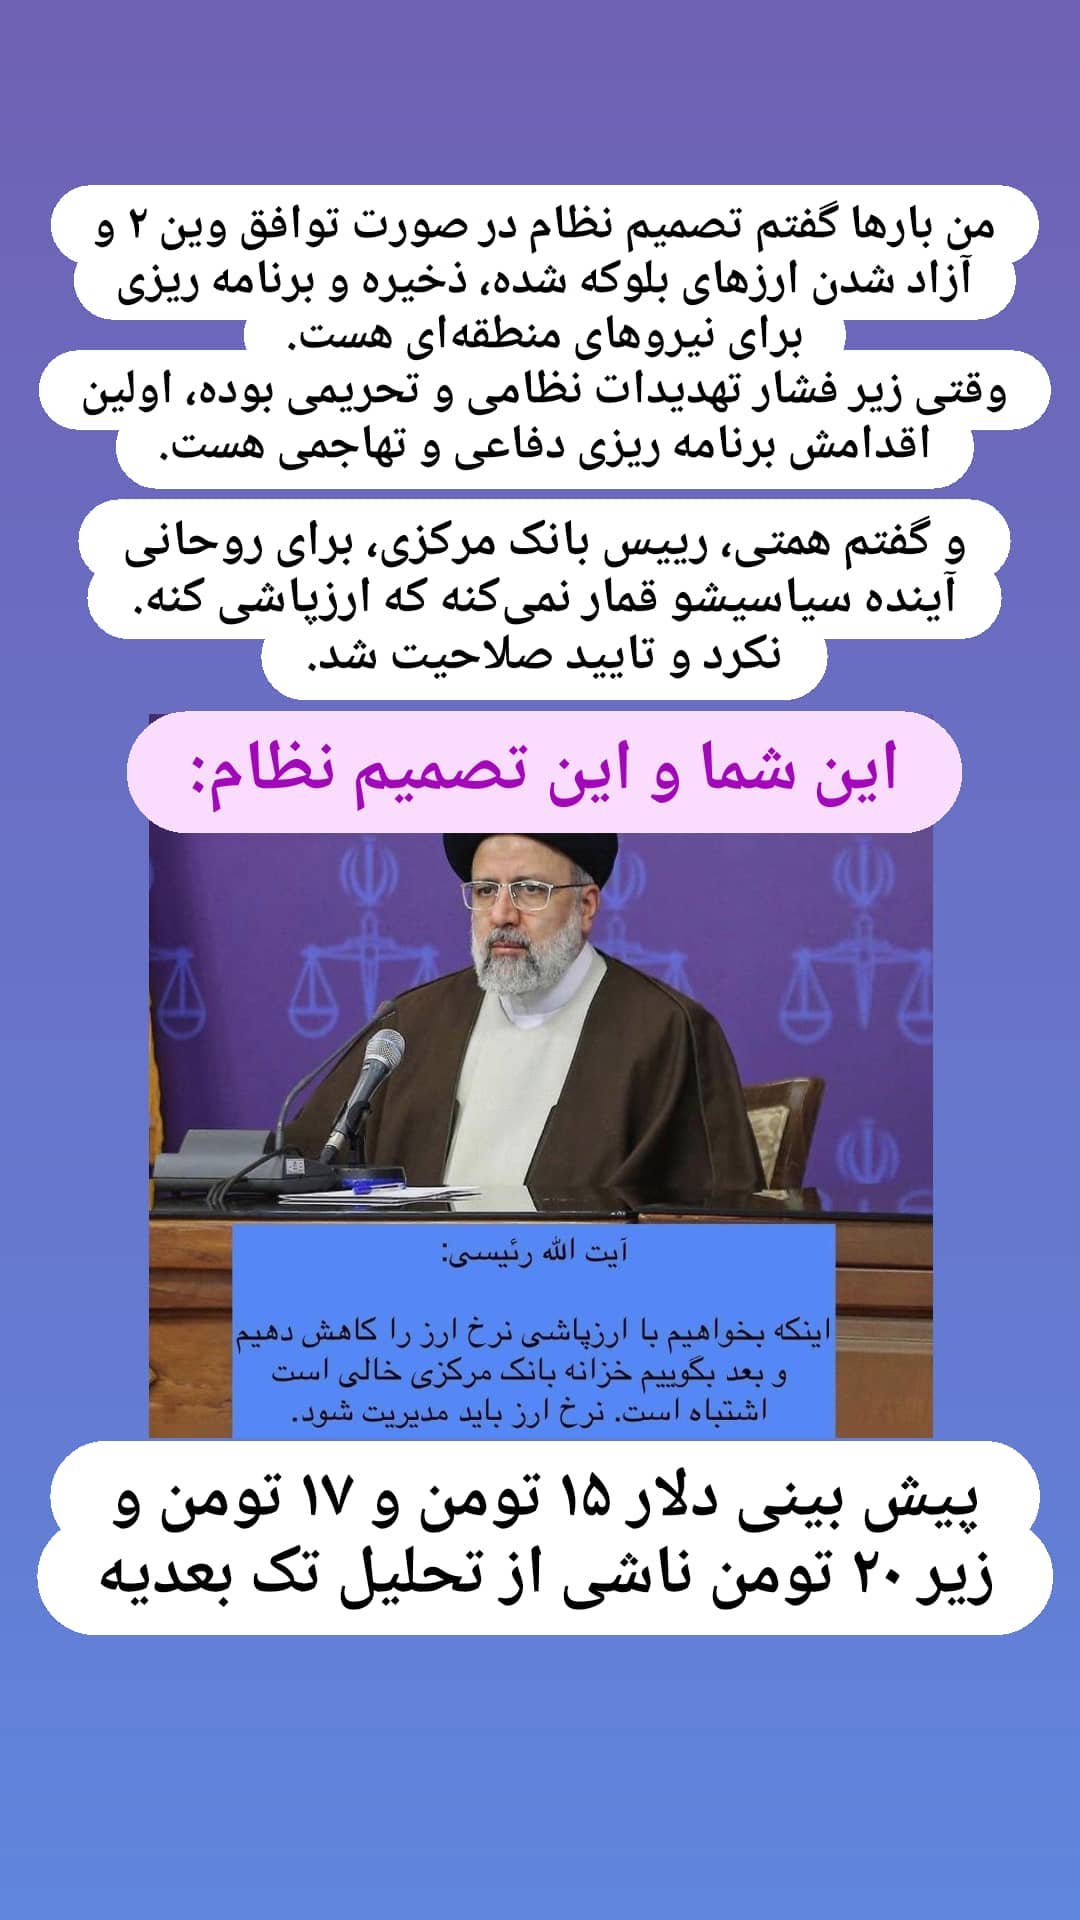 من بارها گفتم تصمیم نظام در صورت توافق وین ۲ و
آزاد شدن ارزهای بلوکه شده، ذخیره و برنامه ریزی
برای نیروهای منطقه‌ای هست.
وقتی زیر فشار تهدیدات نظامی و تحریمی بوده، اولین
اقدامش برنامه ریزی دفاعی و تهاجمی هست.
و گفتم همتی، رییس بانک مرکزی، برای روحانی
آینده سیاسیشو قمار نمی‌کنه که ارزپاشی کنه.
نکرد و تایید صلاحیت شد.
این شما و این تصمیم نظام:
آیت الله رئیسی:
اینکه بخواهیم با ارزپاشی نرخ ارز را کاهش دهیم
و بعد بگوییم خزانه بانک مرکزی خالی است
اشتباه است. نرخ ارز باید مدیریت شود.
پیش بینی دلار ۱۵ تومن و ۱۷ تومن و
زیر ۲۰ تومن ناشی از تحلیل تک بعدیه